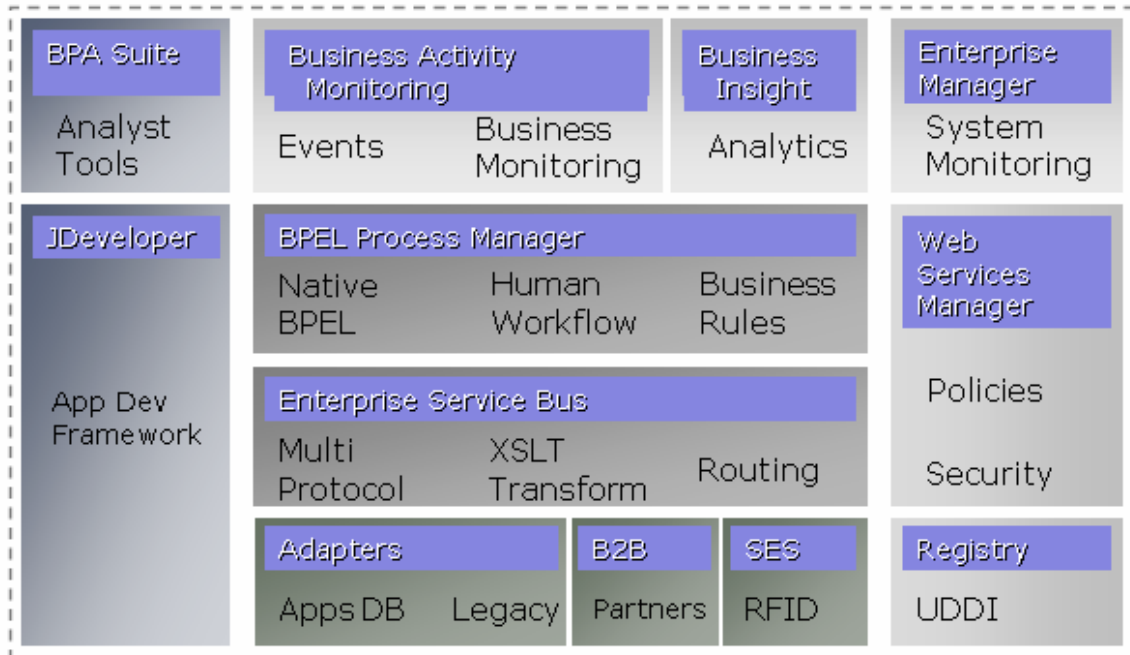 BPA Suite
Analyst
Tools
Business Activity
Monitoring
Events
Business
Monitoring
Business
Insight
Analytics
Enterprise
Manager
System
Monitoring
JDeveloper
App Dev
Framework
BPEL Process Manager
Native
BPEL
Human
Workflow
Business
Rules
Web
Services
Manager
Policies
Security
Enterprise Service Bus
Multi
Protocol
XSLT
Transform
Routing
Adapters
Apps DB
Legacy
B2B
Partners
SES
RFID
Registry
UDDI